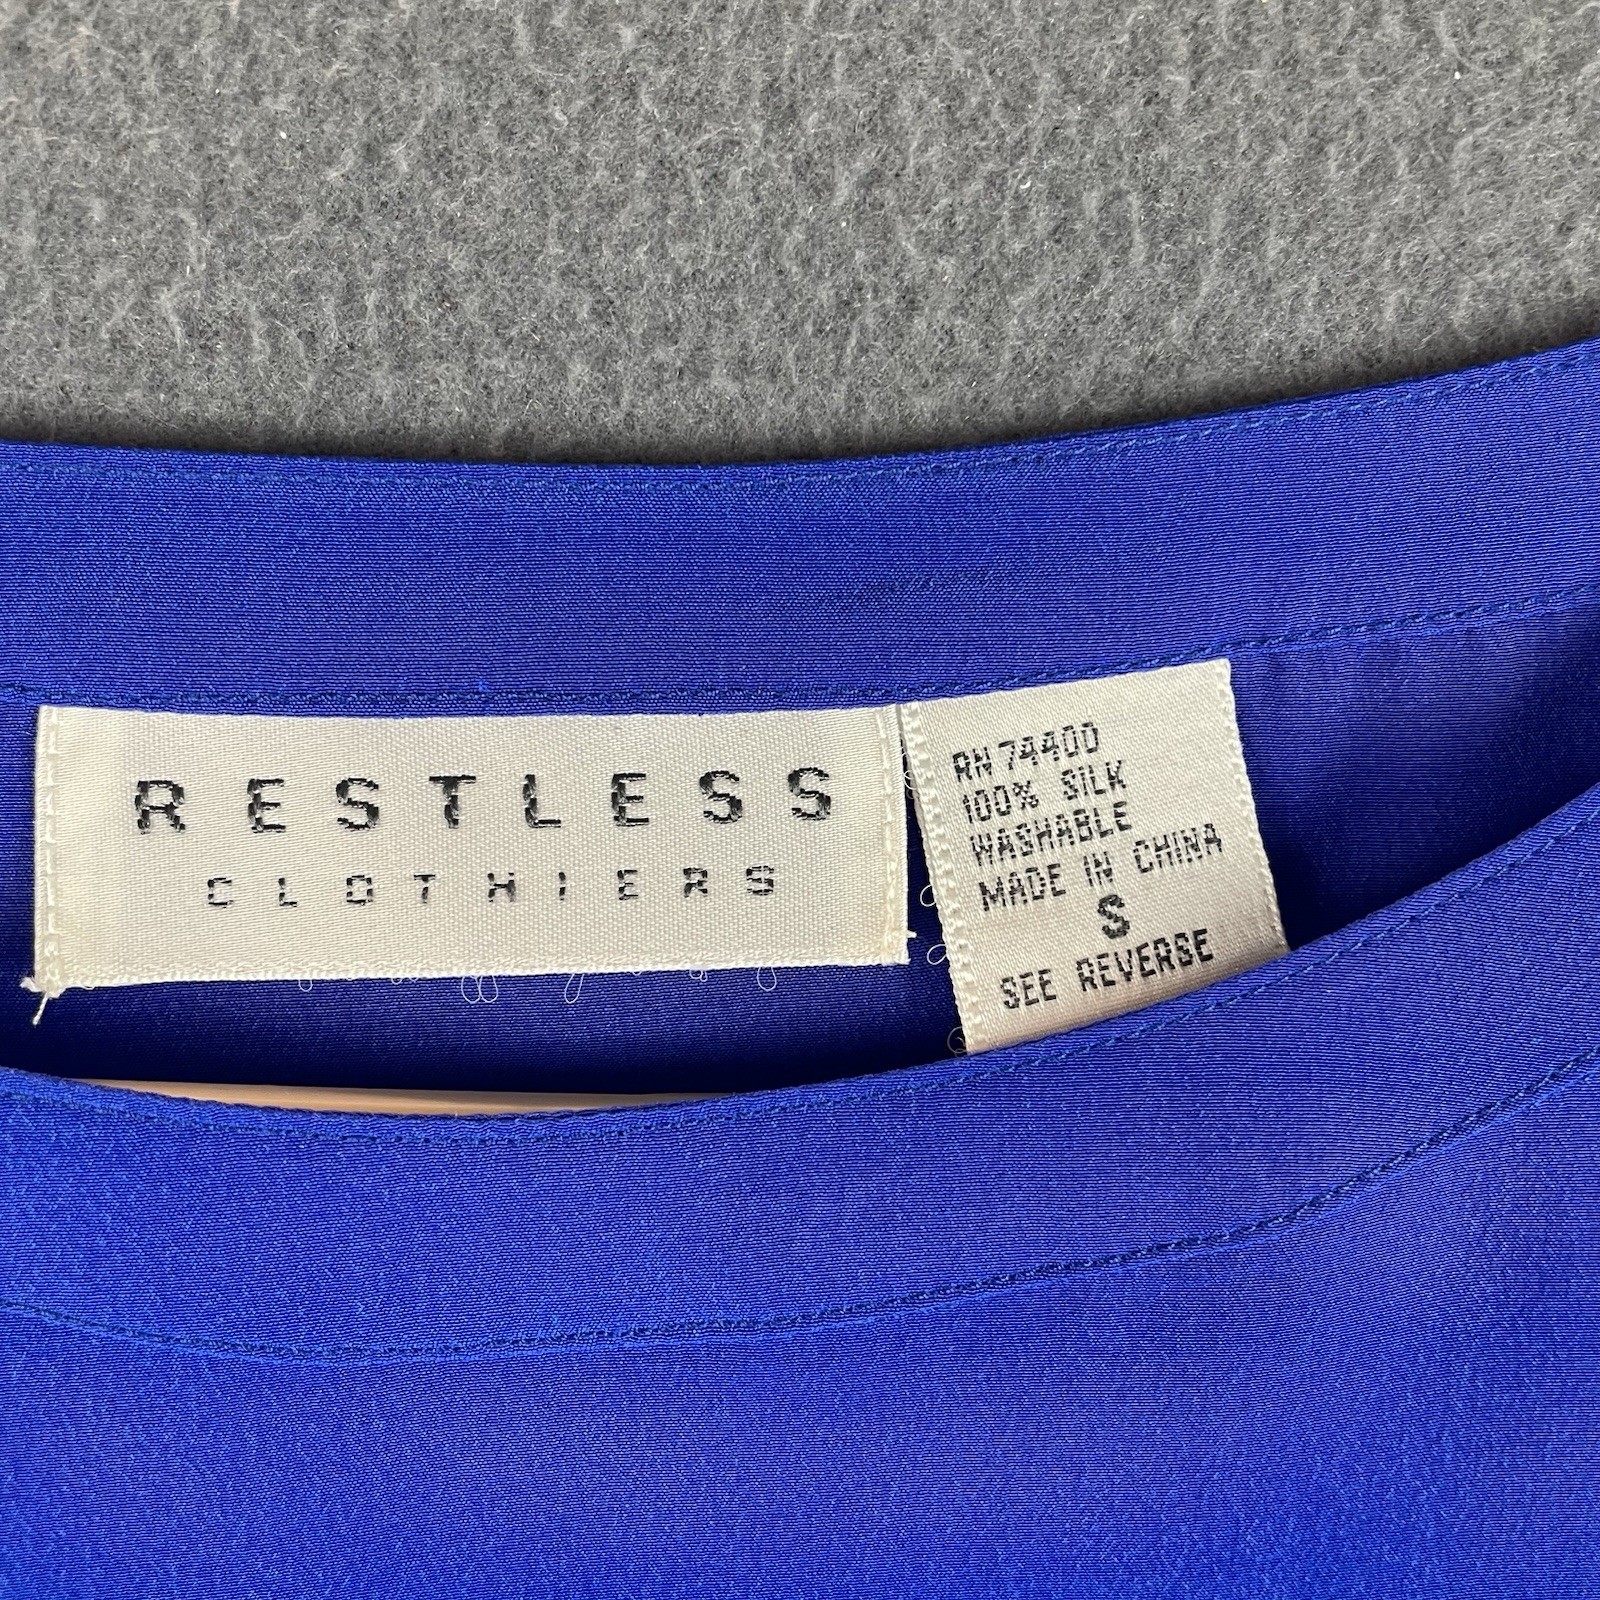 RESTLESS
CLOTHIERS
RN 74400
100% SILK
WASHABLE
MADE IN CHINA
S
SEE REVERSE